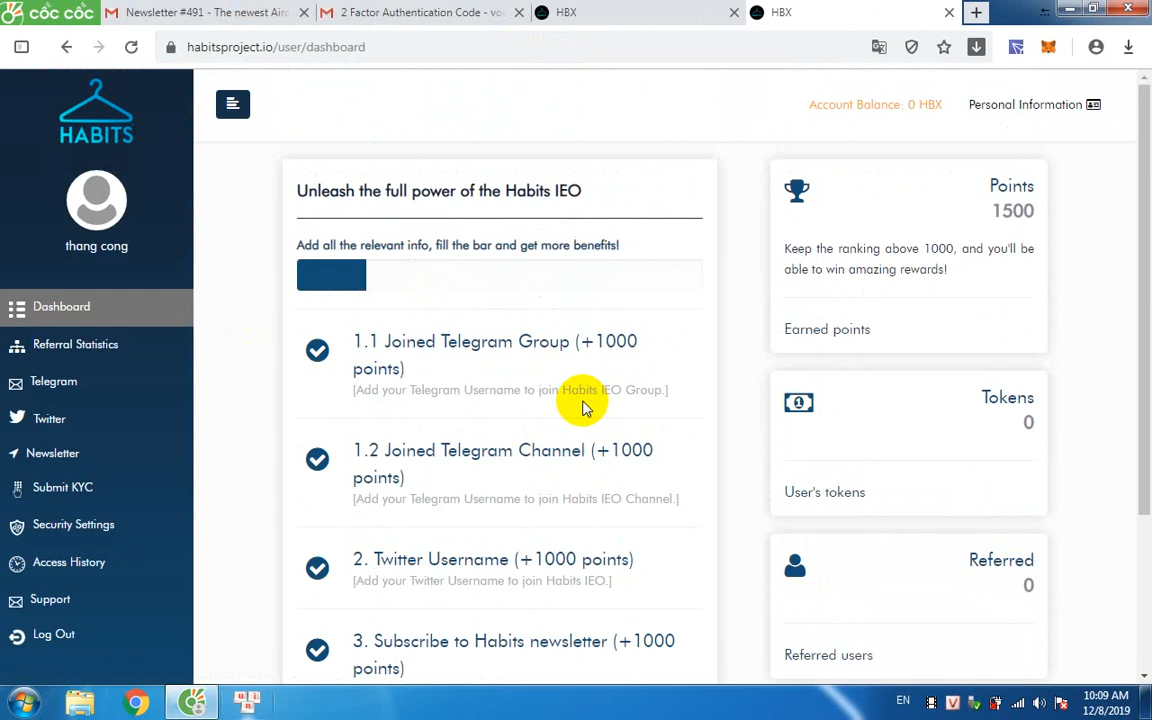 cốc cốc
Newsletter #491 - The newest Air
2 Factor Authentication Code - vo
HBX
HBX
habitsproject.io/user/dashboard
HABITS
thang cong
Dashboard
Referral Statistics
Telegram
Twitter
Newsletter
Submit KYC
Security Settings
Access History
Support
Log Out
Account Balance: 0 HBX
Personal Information
Unleash the full power of the Habits IEO
Add all the relevant info, fill the bar and get more benefits!
1.1 Joined Telegram Group (+1000
points)
[Add your Telegram Username to join Habits IEO Group.]
1.2 Joined Telegram Channel (+1000
points)
[Add your Telegram Username to join Habits IEO Channel.]
2. Twitter Username (+1000 points)
[Add your Twitter Username to join Habits IEO.]
3. Subscribe to Habits newsletter (+1000
points)
Points
1500
Keep the ranking above 1000, and you'll be
able to win amazing rewards!
Earned points
Tokens
0
User's tokens
Referred
0
Referred users
EN
10:09 AM
12/8/2019